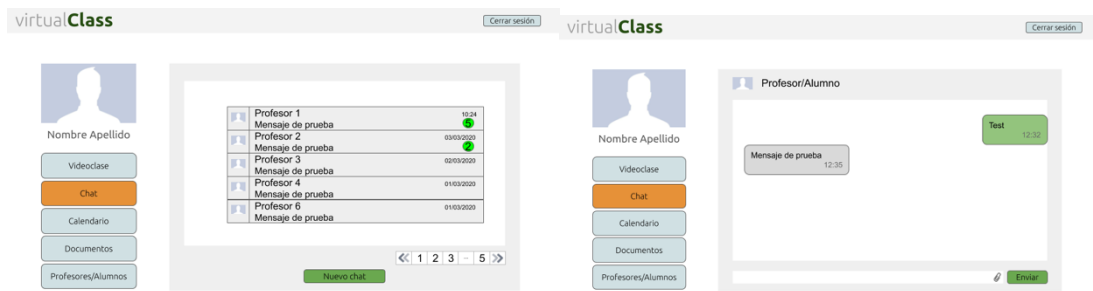 virtualClass
Cerrar sesión
Nombre Apellido
Videoclase
Chat
Calendario
Documentos
Profesores/Alumnos
Profesor 1
10:24
Mensaje de prueba
5
Profesor 2
03/03/2020
Mensaje de prueba
2
Profesor 3
02/03/2020
Mensaje de prueba
Profesor 4
01/03/2020
Mensaje de prueba
Profesor 6
01/03/2020
Mensaje de prueba
1 2 3 - 5
Nuevo chat
virtualClass
Cerrar sesión
Nombre Apellido
Videoclase
Chat
Calendario
Documentos
Profesores/Alumnos
Profesor/Alumno
Test
12:32
Mensaje de prueba
12:35
Enviar